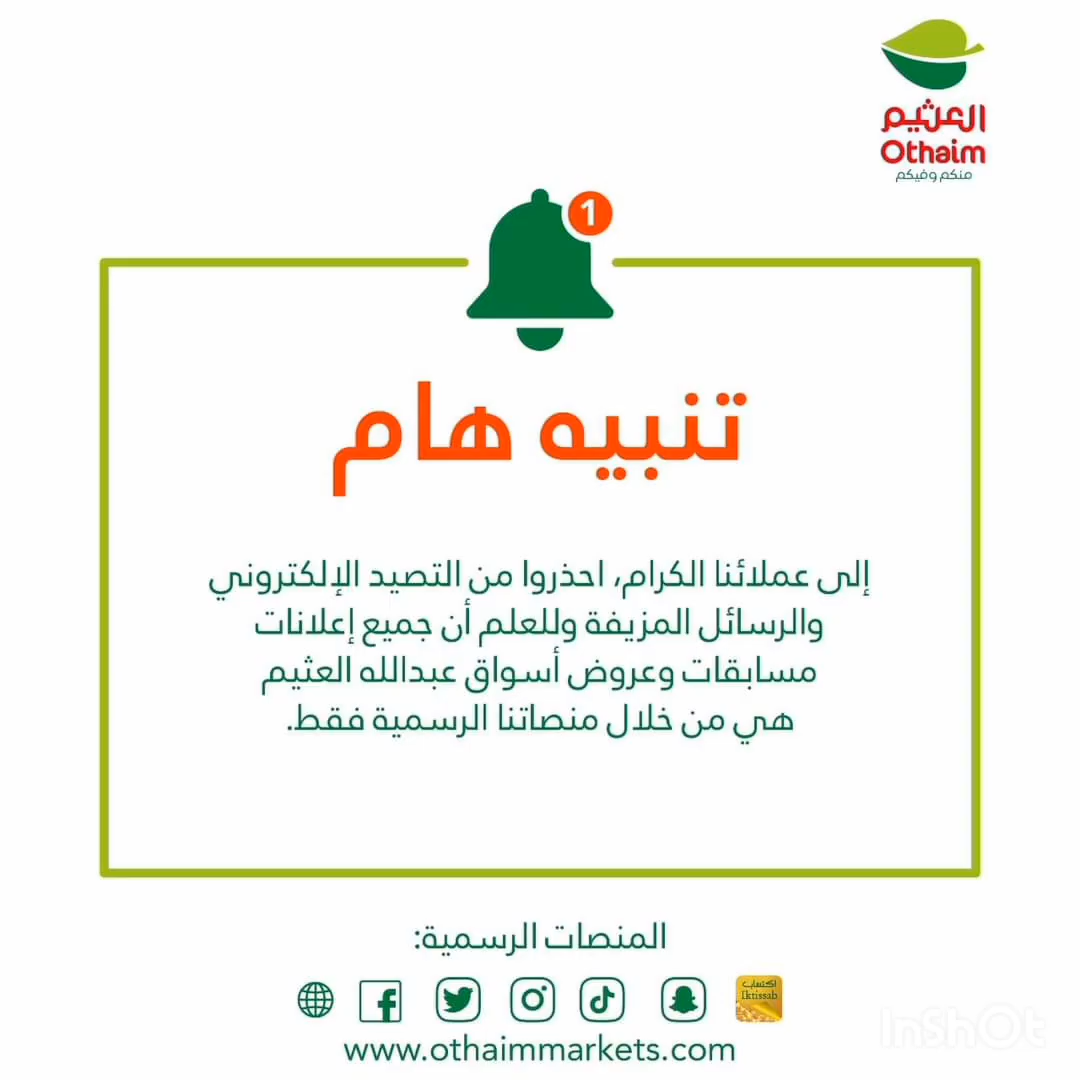 العثيم
Othaim
منكم وفيكم
1
تنبيه هام
إلى عملائنا الكرام، احذروا من التصيد الإلكتروني
والرسائل المزيفة وللعلم أن جميع إعلانات
مسابقات وعروض أسواق عبدالله العثيم
هي من خلال منصاتنا الرسمية فقط.
المنصات الرسمية:
اكتساب
Iktissab
www.othaimmarkets.com
InShOt